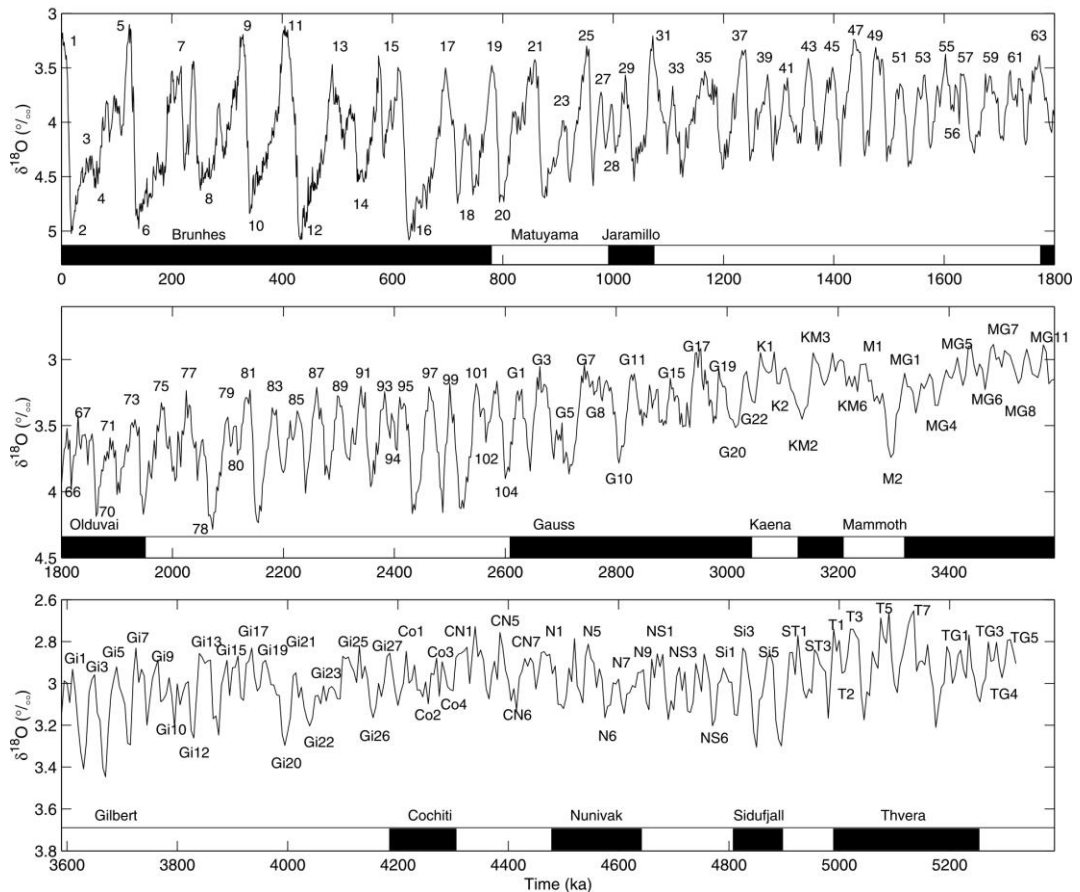 3
3.5
4
4.5
5
δ18O (°/oo)
1 5 7 9 11 13 15 17 19 21 25 27 29 31 33 35 37 39 41 43 45 47 49 51 53 55 57 59 61 63
3 23
4 8 14 28 56
2 6 10 12 16 18 20
Brunhes Matuyama Jaramillo
0 200 400 600 800 1000 1200 1400 1600 1800
3
3.5
4
4.5
δ18O (°/oo)
67 71 73 75 77 79 81 83 85 87 89 91 93 95 97 99 101 G1 G3 G5 G7 G8 G11 G15 G17 G19 K1 KM3 M1 MG1 MG5 MG7 MG11
66 70 78 80 94 102 104 G10 G20 G22 K2 KM2 KM6 M2 MG4 MG6 MG8
Olduvai Gauss Kaena Mammoth
1800 2000 2200 2400 2600 2800 3000 3200 3400
2.6
2.8
3.0
3.2
3.4
3.6
3.8
δ18O (°/oo)
Gi1 Gi3 Gi5 Gi7 Gi9 Gi13 Gi15 Gi17 Gi19 Gi21 Gi23 Gi25 Gi27 Co1 Co3 CN1 CN5 CN7 N1 N5 N7 N9 NS1 NS3 Si1 Si3 Si5 ST1 ST3 T1 T3 T5 T7 TG1 TG3 TG5
Gi10 Gi12 Gi20 Gi22 Gi26 Co2 Co4 CN6 N6 NS6 T2 TG4
Gilbert Cochiti Nunivak Sidufjall Thvera
3600 3800 4000 4200 4400 4600 4800 5000 5200
Time (ka)